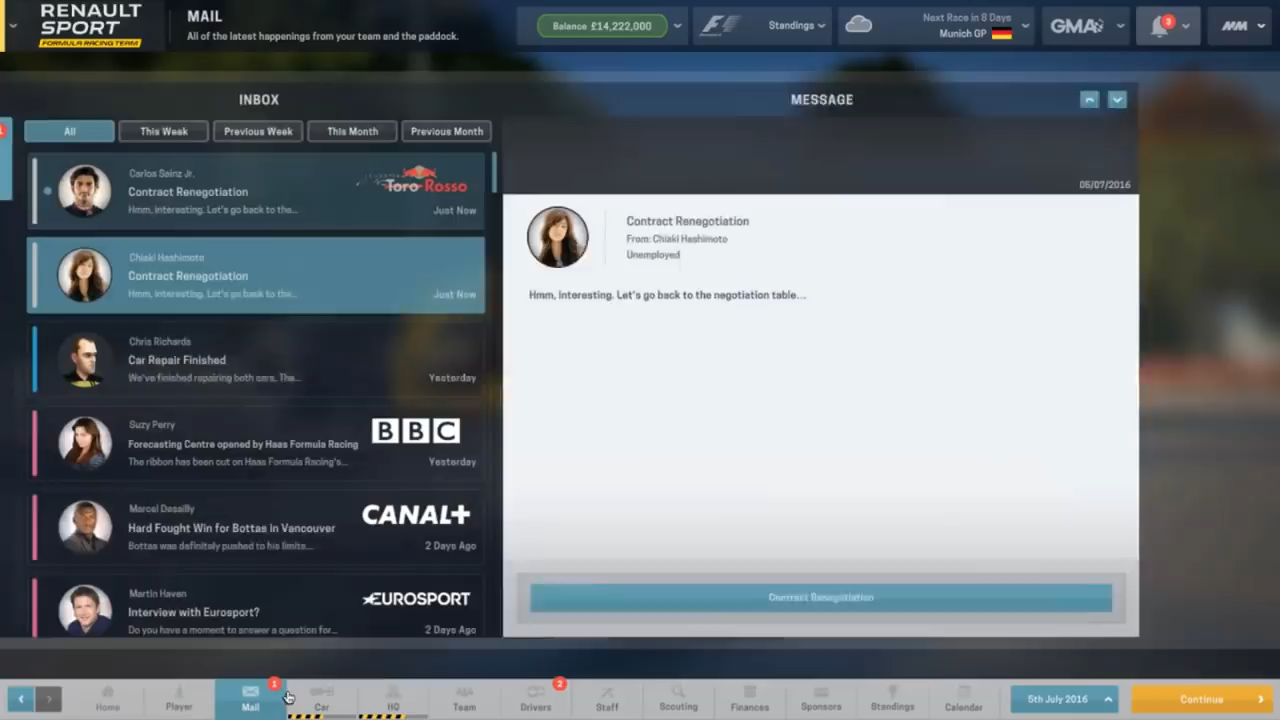 RENAULT
SPORT
FORMULA RACING TEAM
MAIL
All of the latest happenings from your team and the paddock.
Balance £14,222,000
F1
Standings
Next Race in 8 Days
Munich GP
GMA
MM
INBOX
MESSAGE
All
This Week
Previous Week
This Month
Previous Month
Carlos Sainz Jr.
Contract Renegotiation
Hmm, interesting. Let's go back to the...
Toro Rosso
Just Now
Chiaki Hashimoto
Contract Renegotiation
Hmm, interesting. Let's go back to the...
Just Now
Chris Richards
Car Repair Finished
We've finished repairing both cars. The...
Yesterday
Suzy Perry
Forecasting Centre opened by Haas Formula Racing
The ribbon has been cut on Haas Formula Racing's...
BBC
Yesterday
Marcel Desailly
Hard Fought Win for Bottas in Vancouver
Bottas was definitely pushed to his limits...
CANAL+
2 Days Ago
Martin Haven
Interview with Eurosport?
Do you have a moment to answer a question for...
EUROSPORT
2 Days Ago
05/07/2016
Contract Renegotiation
From: Chiaki Hashimoto
Unemployed
Hmm, interesting. Let's go back to the negotiation table...
Contract Renegotiation
Home
Player
1
Mail
Car
HQ
Team
2
Drivers
Staff
Scouting
Finances
Sponsors
Standings
Calendar
5th July 2016
Continue